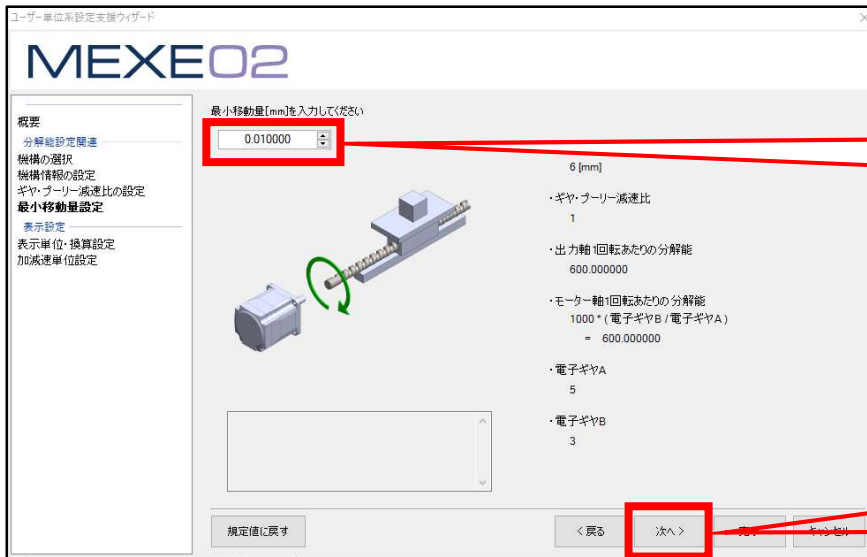 ユーザー単位系設定支援ウィザード
MEXE02
概要
分解能設定関連
機構の選択
機構情報の設定
ギヤ・プーリー減速比の設定
最小移動量設定
表示設定
表示単位・換算設定
加減速単位設定
最小移動量[mm]を入力してください
0.010000
6 [mm]
・ギヤ・プーリー減速比
1
・出力軸1回転あたりの分解能
600.000000
・モーター軸1回転あたりの分解能
1000 * ( 電子ギヤB / 電子ギヤA )
= 600.000000
・電子ギヤA
5
・電子ギヤB
3
規定値に戻す
< 戻る
次へ >
キャンセル